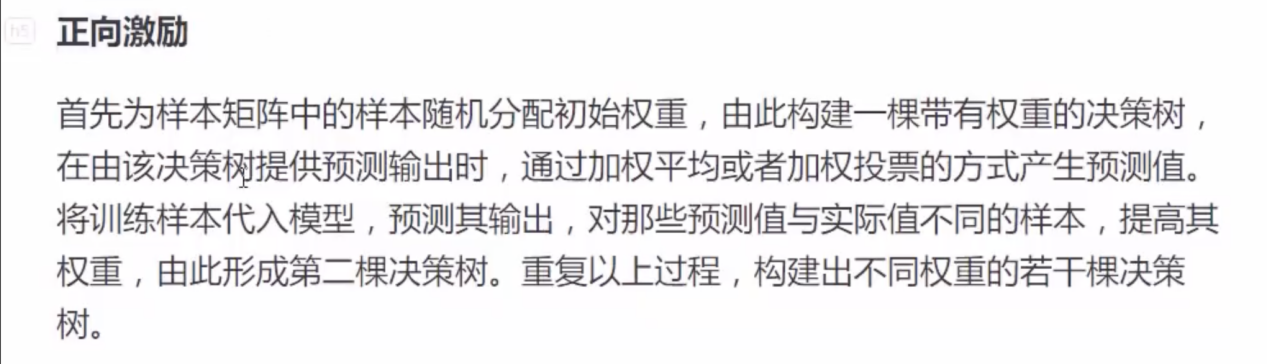 h5
正向激励
首先为样本矩阵中的样本随机分配初始权重，由此构建一棵带有权重的决策树，
在由该决策树提供预测输出时，通过加权平均或者加权投票的方式产生预测值。
将训练样本代入模型，预测其输出，对那些预测值与实际值不同的样本，提高其
权重，由此形成第二棵决策树。重复以上过程，构建出不同权重的若干棵决策
树。